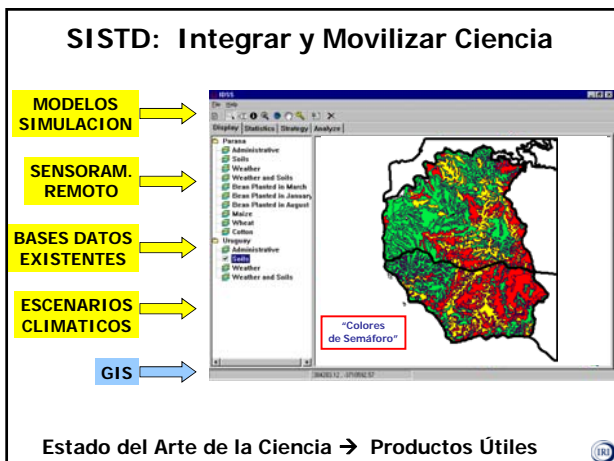 SISTD: Integrar y Movilizar Ciencia
MODELOS
SIMULACION
SENSORAM.
REMOTO
BASES DATOS
EXISTENTES
ESCENARIOS
CLIMATICOS
GIS
IDSS
File Help
Display Statistics Strategy Analyze
Parana
Administrative
Soils
Weather
Weather and Soils
Bean Planted in March
Bean Planted in January
Bean Planted in August
Maize
Wheat
Cotton
Uruguay
Administrative
Soils
Weather
Weather and Soils
"Colores
de Semáforo"
Estado del Arte de la Ciencia → Productos Útiles
IRI